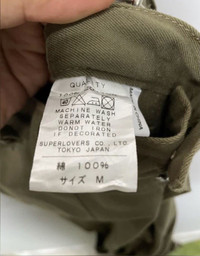 QUALITY
MACHINE WASH
SEPARATELY
WARM WATER
DONOT IRON
IF DECORATED
SUPERLOVERS CO.,LTD.
TOKYO JAPAN
綿 100%
サイズ M